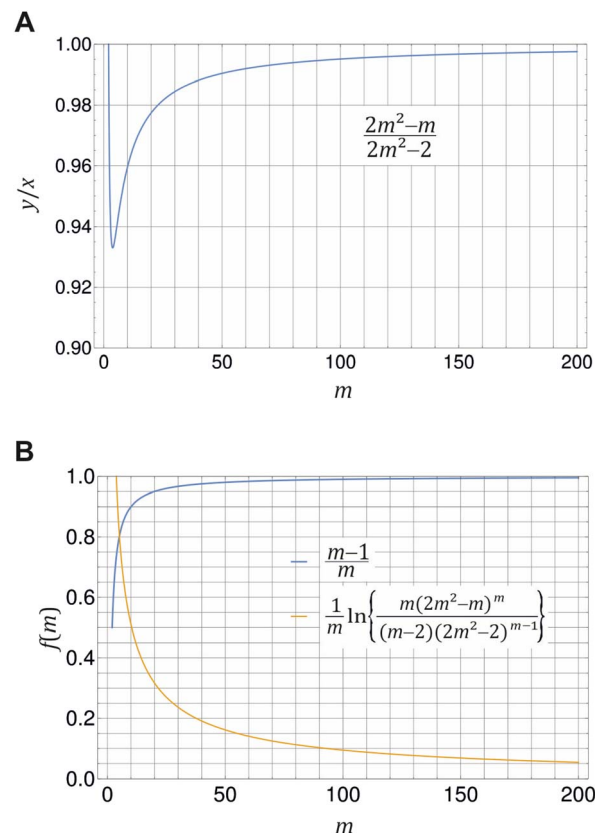 A
1.00
0.98
0.96
0.94
0.92
0.90
y/x
(2m²−m)/(2m²−2)
0 50 100 150 200
m
B
1.0
0.8
0.6
0.4
0.2
0.0
f(m)
(m−1)/m
1/m ln{m(2m²−m)ᵐ/((m−2)(2m²−2)ᵐ⁻¹)}
0 50 100 150 200
m